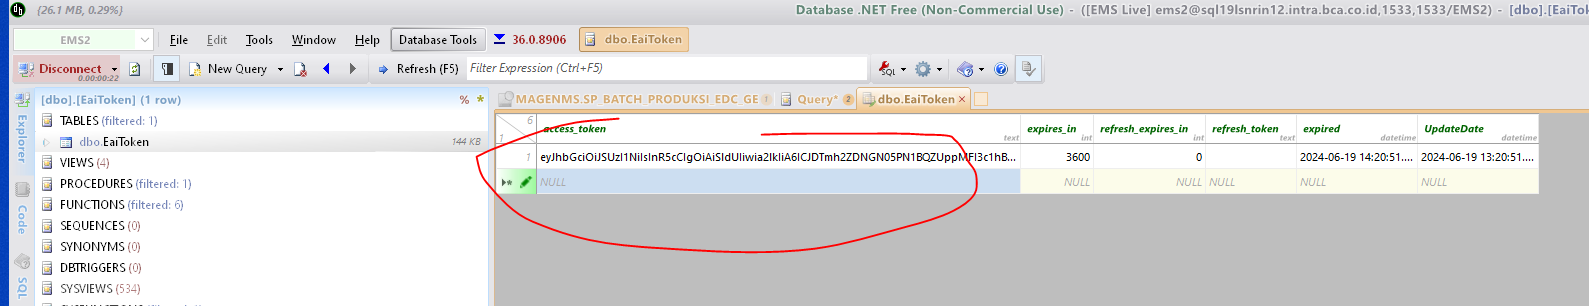 (26.1 MB, 0.29%) Database .NET Free (Non-Commercial Use) - ([EMS Live] ems2@sql19lsnrin12.intra.bca.co.id,1533,1533/EMS2) - [dbo].[EaiT
EMS2 File Edit Tools Window Help Database Tools 36.0.8906 dbo.EaiToken
Disconnect New Query Refresh (F5) Filter Expression (Ctrl+F5) SQL
0.00:00:22
[dbo].[EaiToken] (1 row) % *
MAGENMS.SP_BATCH_PRODUKSI_EDC_GE Query* 2 dbo.EaiToken ×
Explorer
Code
SQL
TABLES (filtered: 1)
dbo.EaiToken 144 KB
VIEWS (4)
PROCEDURES (filtered: 1)
FUNCTIONS (filtered: 6)
SEQUENCES (0)
SYNONYMS (0)
DBTRIGGERS (0)
SYSVIEWS (534)
6 access_token expires_in refresh_expires_in refresh_token expired UpdateDate
1 text int int text datetime datetime
1 3600 0 2024-06-19 14:20:51.... 2024-06-19 13:20:51....
NULL NULL NULL NULL NULL NULL